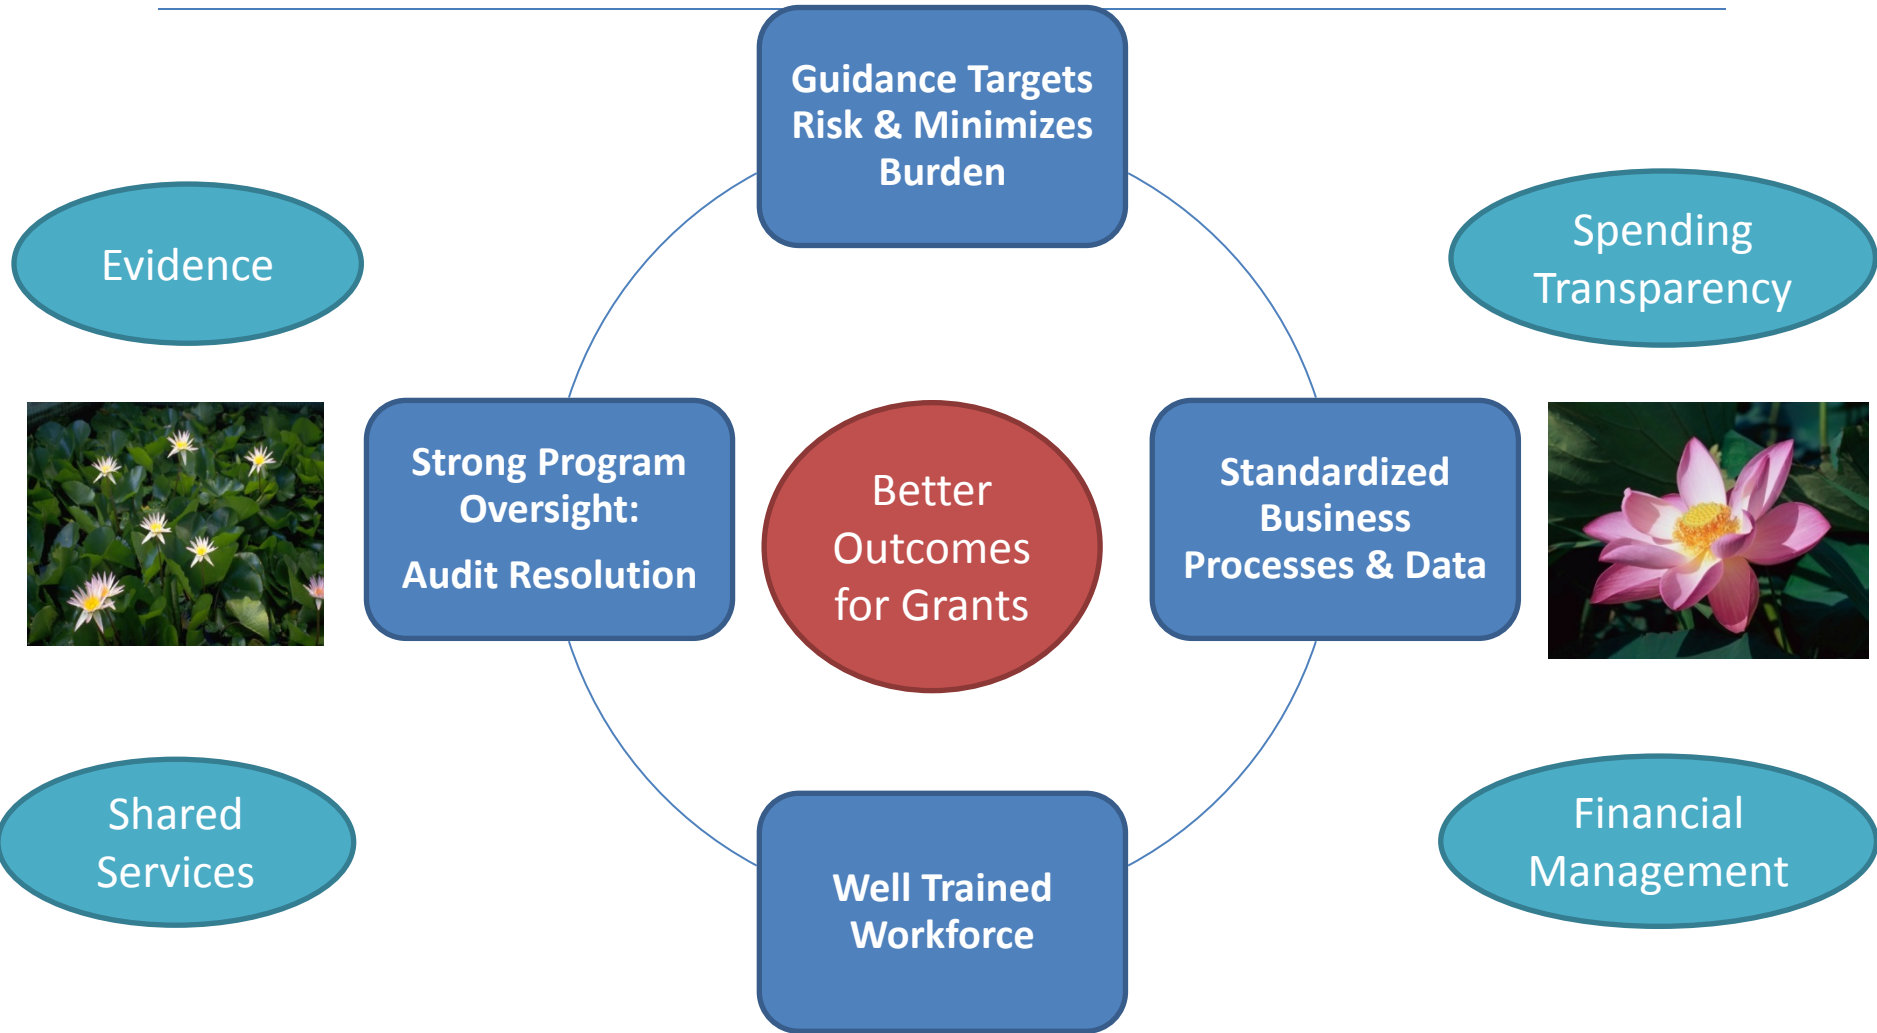 Guidance Targets
Risk & Minimizes
Burden
Evidence
Spending
Transparency
Strong Program
Oversight:
Audit Resolution
Better
Outcomes
for Grants
Standardized
Business
Processes & Data
Shared
Services
Well Trained
Workforce
Financial
Management